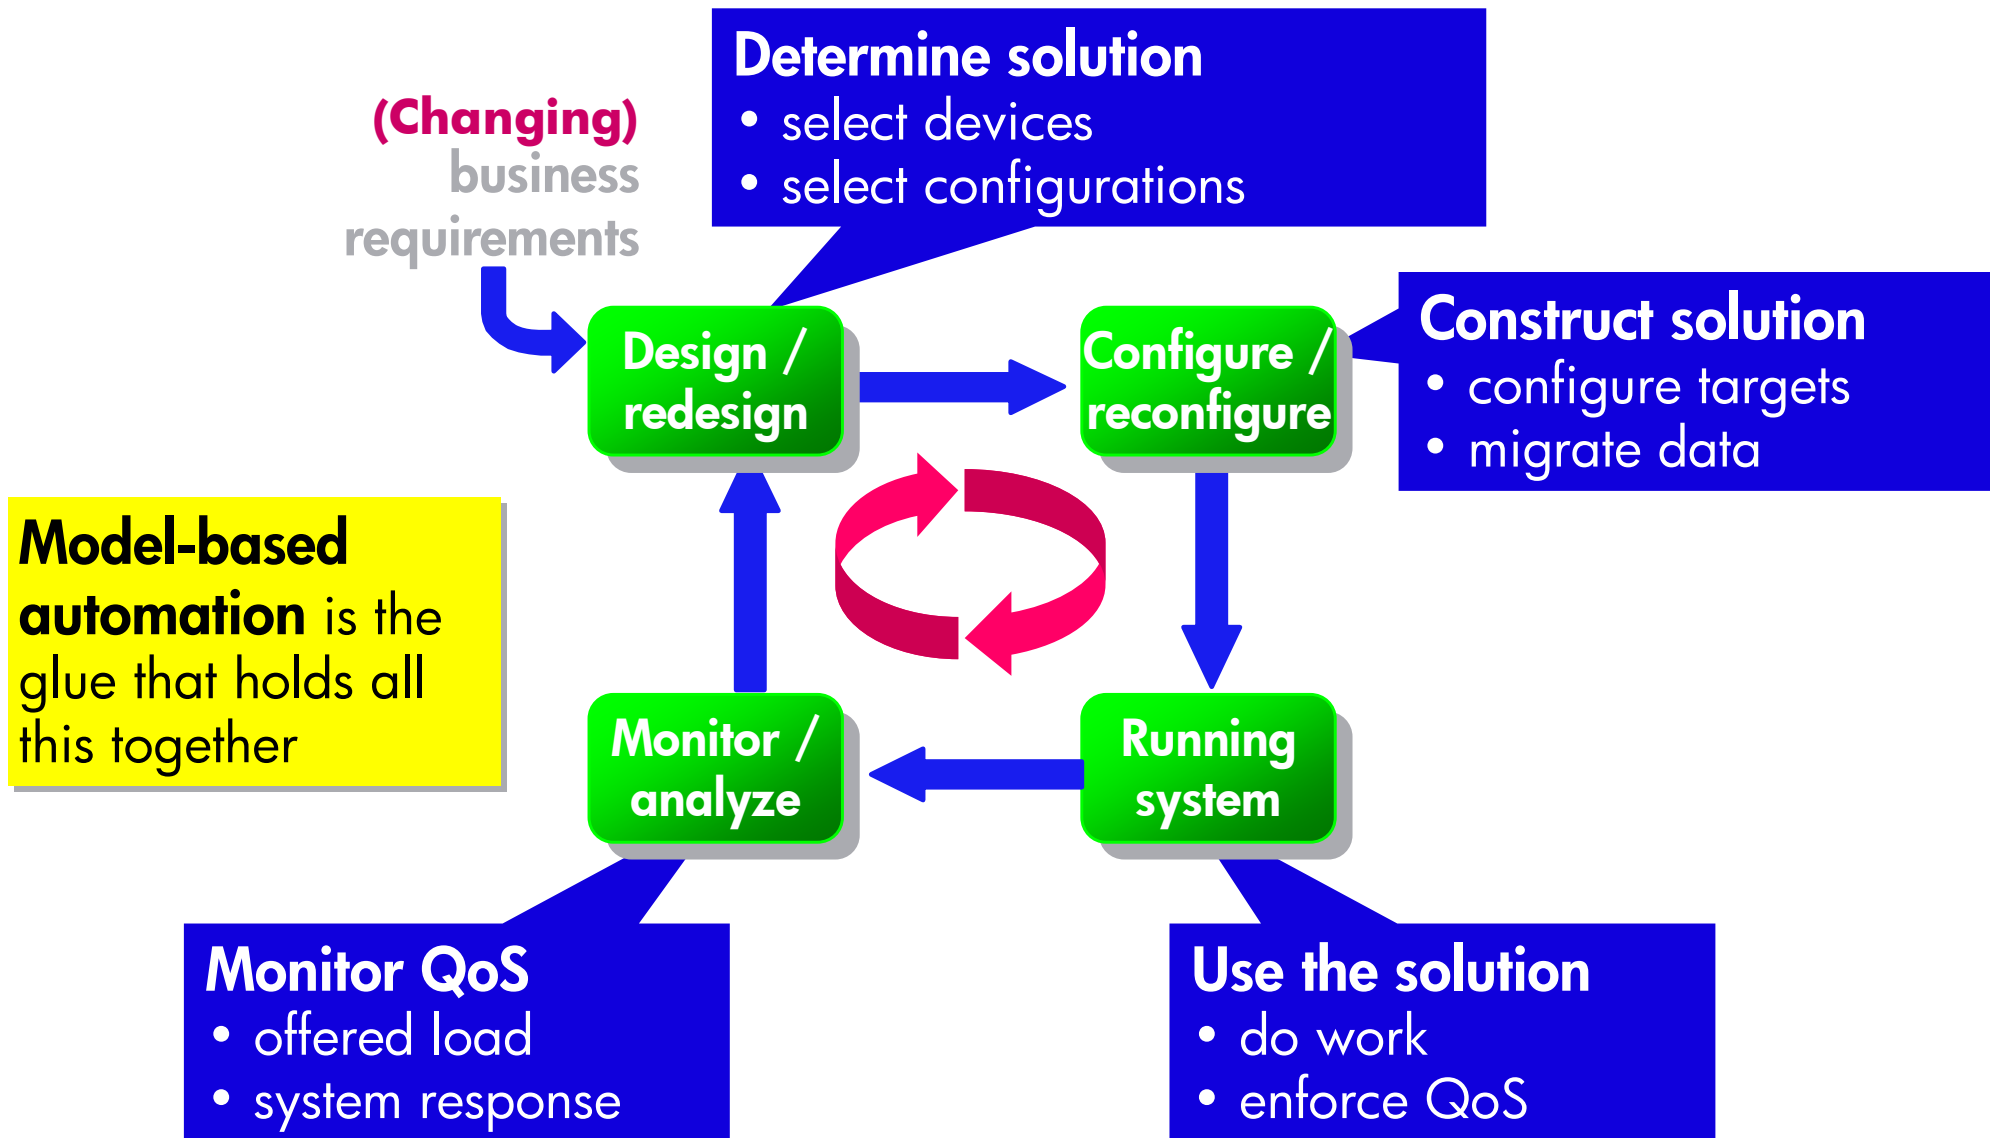 Determine solution
• select devices
• select configurations
(Changing)
business
requirements
Design /
redesign
Configure /
reconfigure
Construct solution
• configure targets
• migrate data
Model-based
automation is the
glue that holds all
this together
Monitor /
analyze
Running
system
Monitor QoS
• offered load
• system response
Use the solution
• do work
• enforce QoS